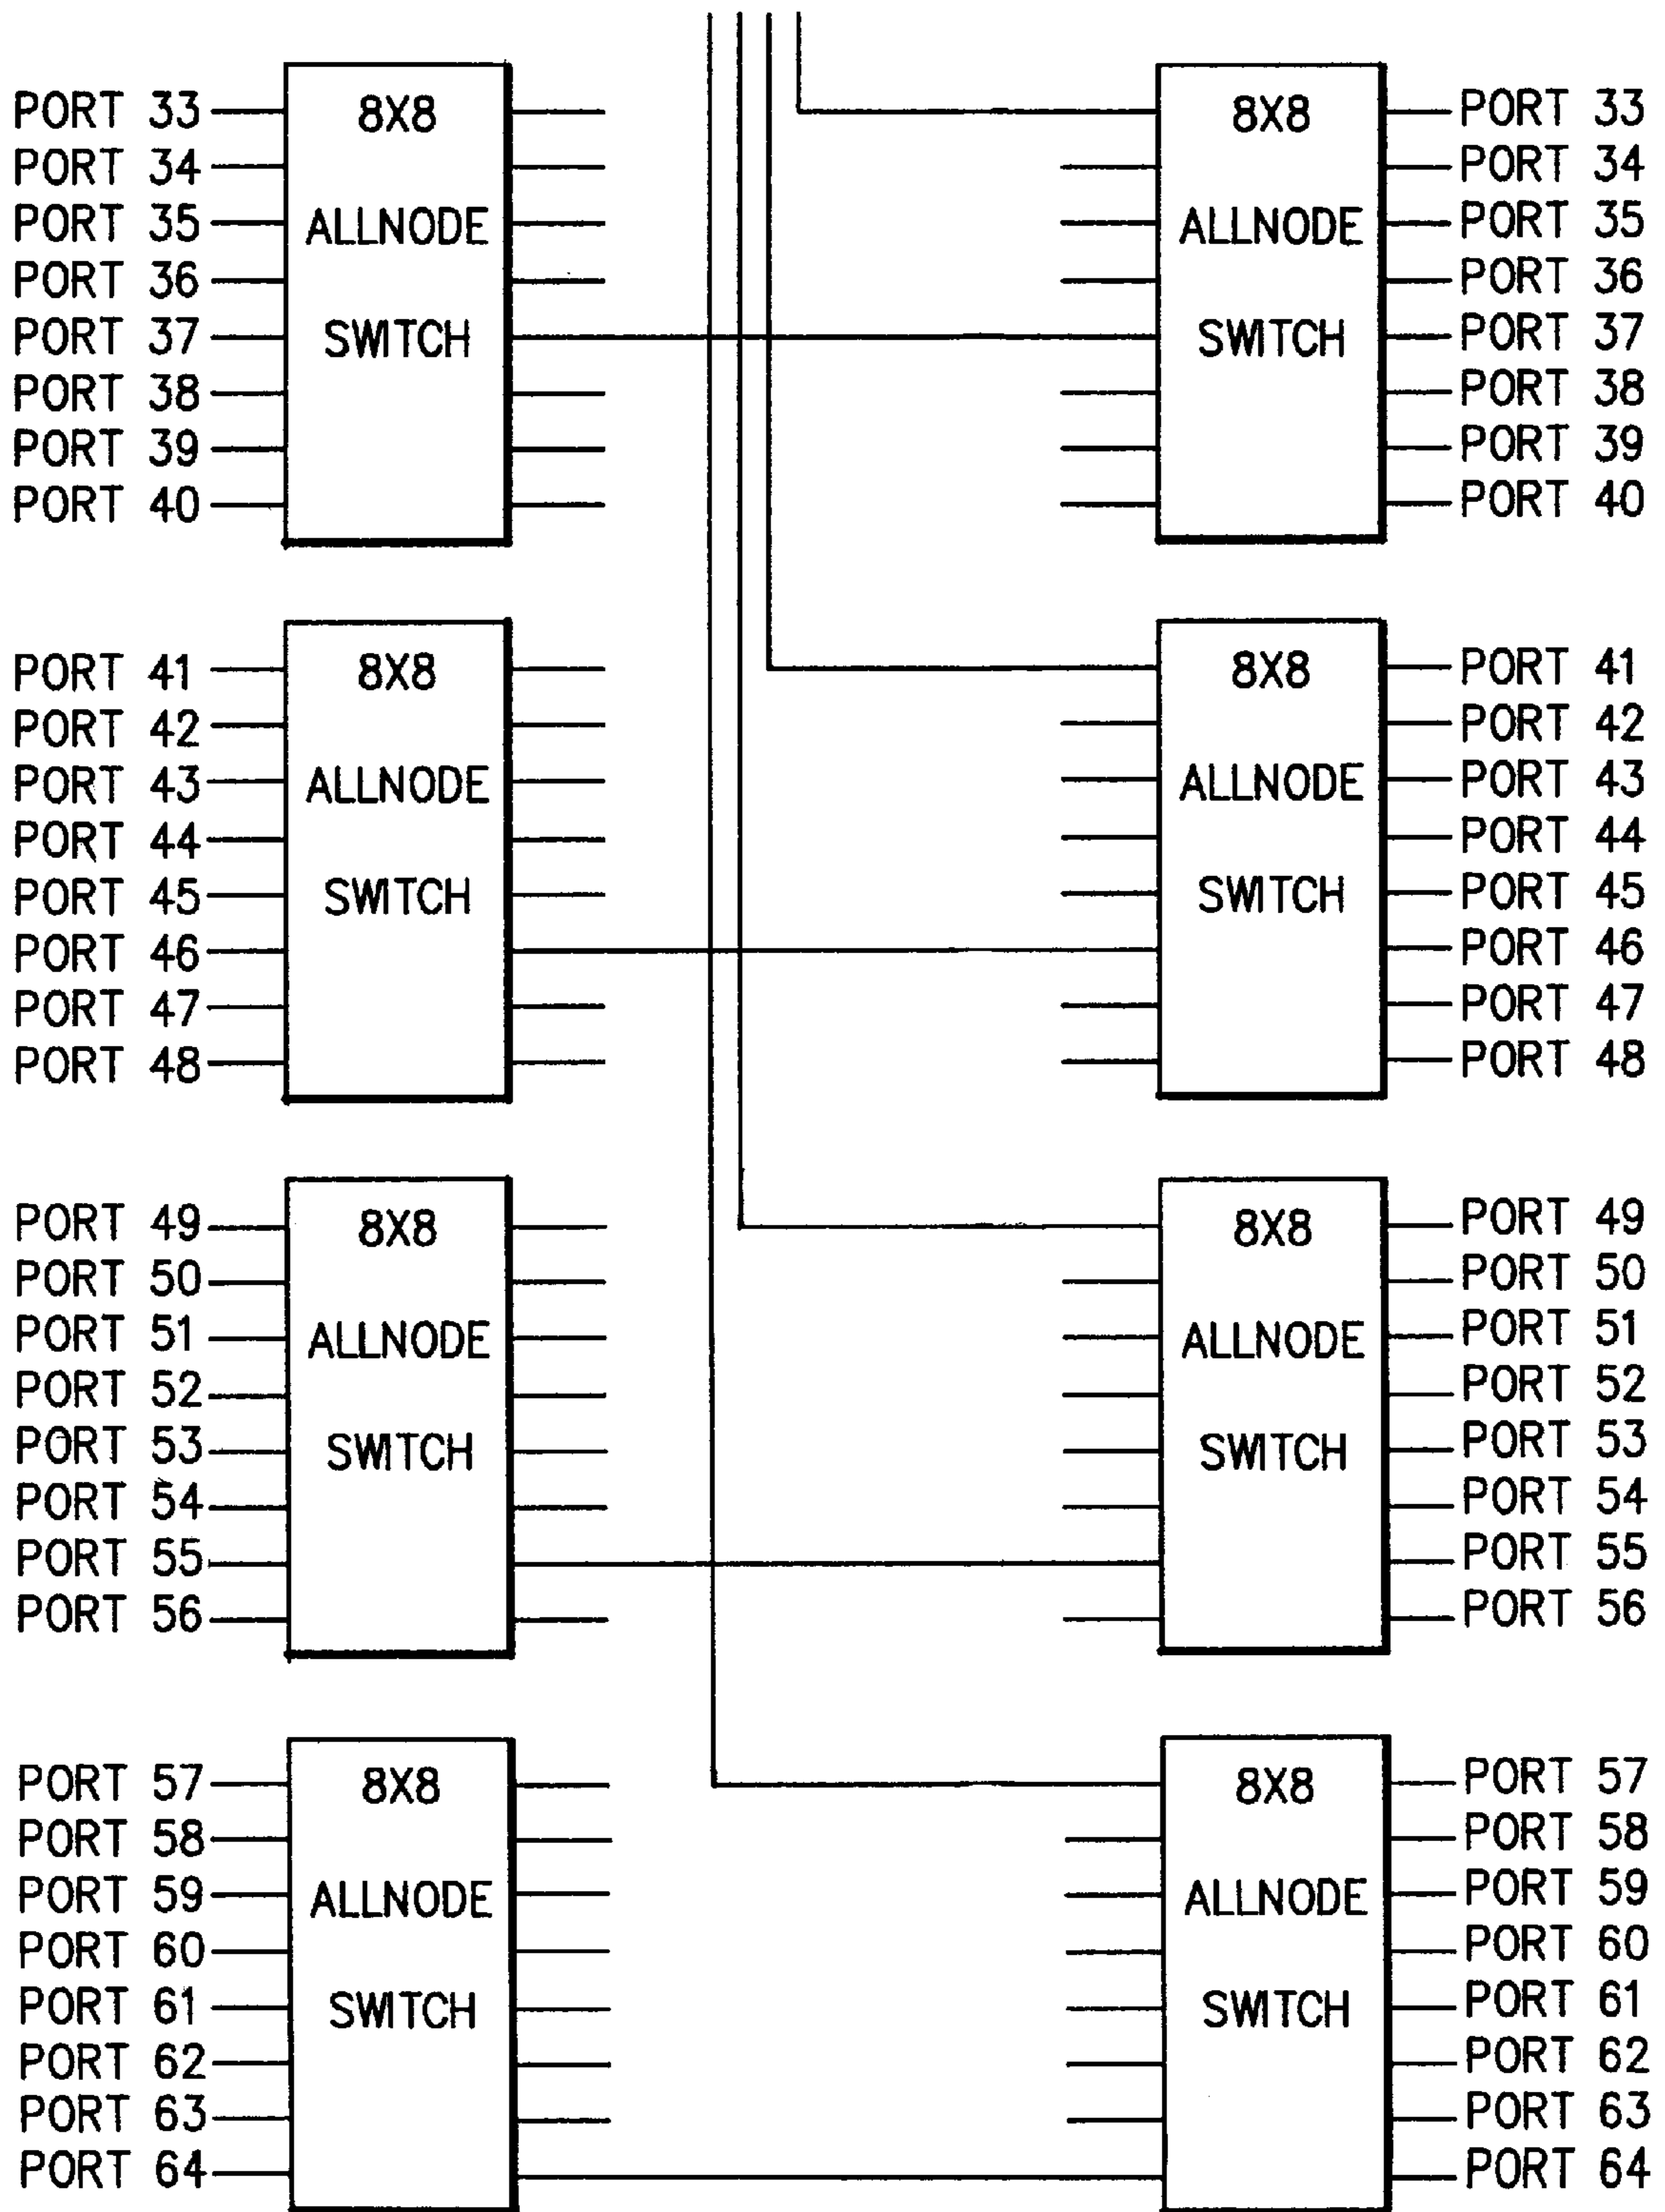 PORT 33 8X8 8X8 PORT 33
PORT 34 PORT 34
PORT 35 ALLNODE ALLNODE PORT 35
PORT 36 PORT 36
PORT 37 SWITCH SWITCH PORT 37
PORT 38 PORT 38
PORT 39 PORT 39
PORT 40 PORT 40
PORT 41 8X8 8X8 PORT 41
PORT 42 PORT 42
PORT 43 ALLNODE ALLNODE PORT 43
PORT 44 PORT 44
PORT 45 SWITCH SWITCH PORT 45
PORT 46 PORT 46
PORT 47 PORT 47
PORT 48 PORT 48
PORT 49 8X8 8X8 PORT 49
PORT 50 PORT 50
PORT 51 ALLNODE ALLNODE PORT 51
PORT 52 PORT 52
PORT 53 SWITCH SWITCH PORT 53
PORT 54 PORT 54
PORT 55 PORT 55
PORT 56 PORT 56
PORT 57 8X8 8X8 PORT 57
PORT 58 PORT 58
PORT 59 ALLNODE ALLNODE PORT 59
PORT 60 PORT 60
PORT 61 SWITCH SWITCH PORT 61
PORT 62 PORT 62
PORT 63 PORT 63
PORT 64 PORT 64